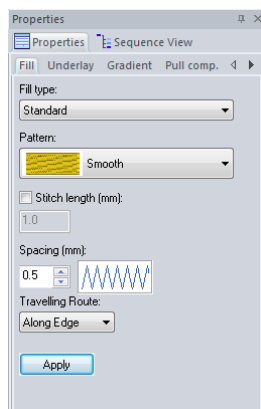 Properties
Properties Sequence View
Fill Underlay Gradient Pull comp.
Fill type:
Standard
Pattern:
Smooth
Stitch length (mm):
1.0
Spacing (mm):
0.5
Travelling Route:
Along Edge
Apply